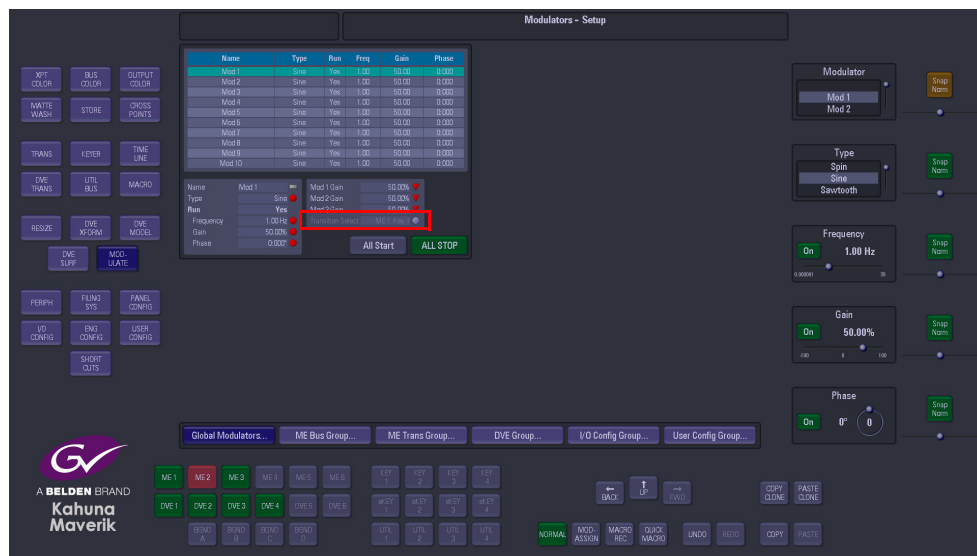 Modulators - Setup
Name Type Run Freq Gain Phase
Mod 1 Sine Yes 1.00 50.00 0.000
Mod 2 Sine Yes 1.00 50.00 0.000
Mod 3 Sine Yes 1.00 50.00 0.000
Mod 4 Sine Yes 1.00 50.00 0.000
Mod 5 Sine Yes 1.00 50.00 0.000
Mod 6 Sine Yes 1.00 50.00 0.000
Mod 7 Sine Yes 1.00 50.00 0.000
Mod 8 Sine Yes 1.00 50.00 0.000
Mod 9 Sine Yes 1.00 50.00 0.000
Mod 10 Sine Yes 1.00 50.00 0.000
Name Mod 1 Mod 1 Gain 50.00%
Type Sine Mod 2 Gain 50.00%
Run Yes Mod 3 Gain 50.00%
Frequency 1.00 Hz Transition Select ME 1 Key 1
Gain 50.00%
Phase 0.000°
All Start ALL STOP
XPT COLOR BUS COLOR OUTPUT COLOR
MATTE WASH STORE CROSS POINTS
TRANS KEYER TIME LINE
DVE TRANS UTIL BUS MACRO
RESIZE DVE XFORM DVE MODEL
DVE SURF MOD- ULATE
PERIPH FILING SYS PANEL CONFIG
I/O CONFIG ENG CONFIG USER CONFIG
SHORT CUTS
Modulator
Mod 1
Mod 2
Snap Norm
Type
Spin
Sine
Sawtooth
Snap Norm
Frequency
On 1.00 Hz
0.000001 30
Snap Norm
Gain
On 50.00%
-100 0 100
Snap Norm
Phase
On 0° 0
Snap Norm
Global Modulators... ME Bus Group... ME Trans Group... DVE Group... I/O Config Group... User Config Group...
GV
A BELDEN BRAND
Kahuna
Maverik
ME 1 ME 2 ME 3 ME 4 ME 5 ME 6 KEY 1 KEY 2 KEY 3 KEY 4
DVE 1 DVE 2 DVE 3 DVE 4 DVE 5 DVE 6
BGND A BGND B BGND C BGND D UTIL 1 UTIL 2 UTIL 3 UTIL 4
BACK UP FWD
COPY CLONE PASTE CLONE
NORMAL MOD- ASSIGN MACRO REC QUICK MACRO UNDO REDO COPY PASTE